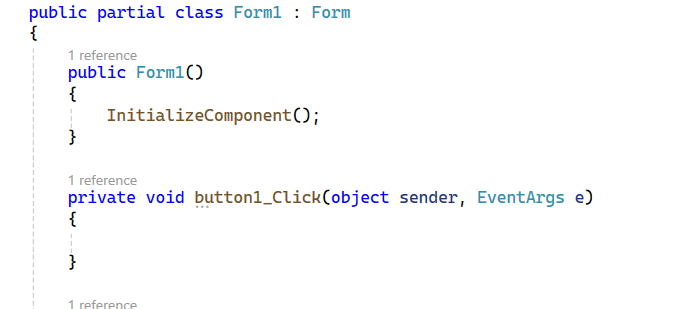 public partial class Form1 : Form
{
1 reference
public Form1()
{
InitializeComponent();
}
1 reference
private void button1_Click(object sender, EventArgs e)
{
}
1 reference